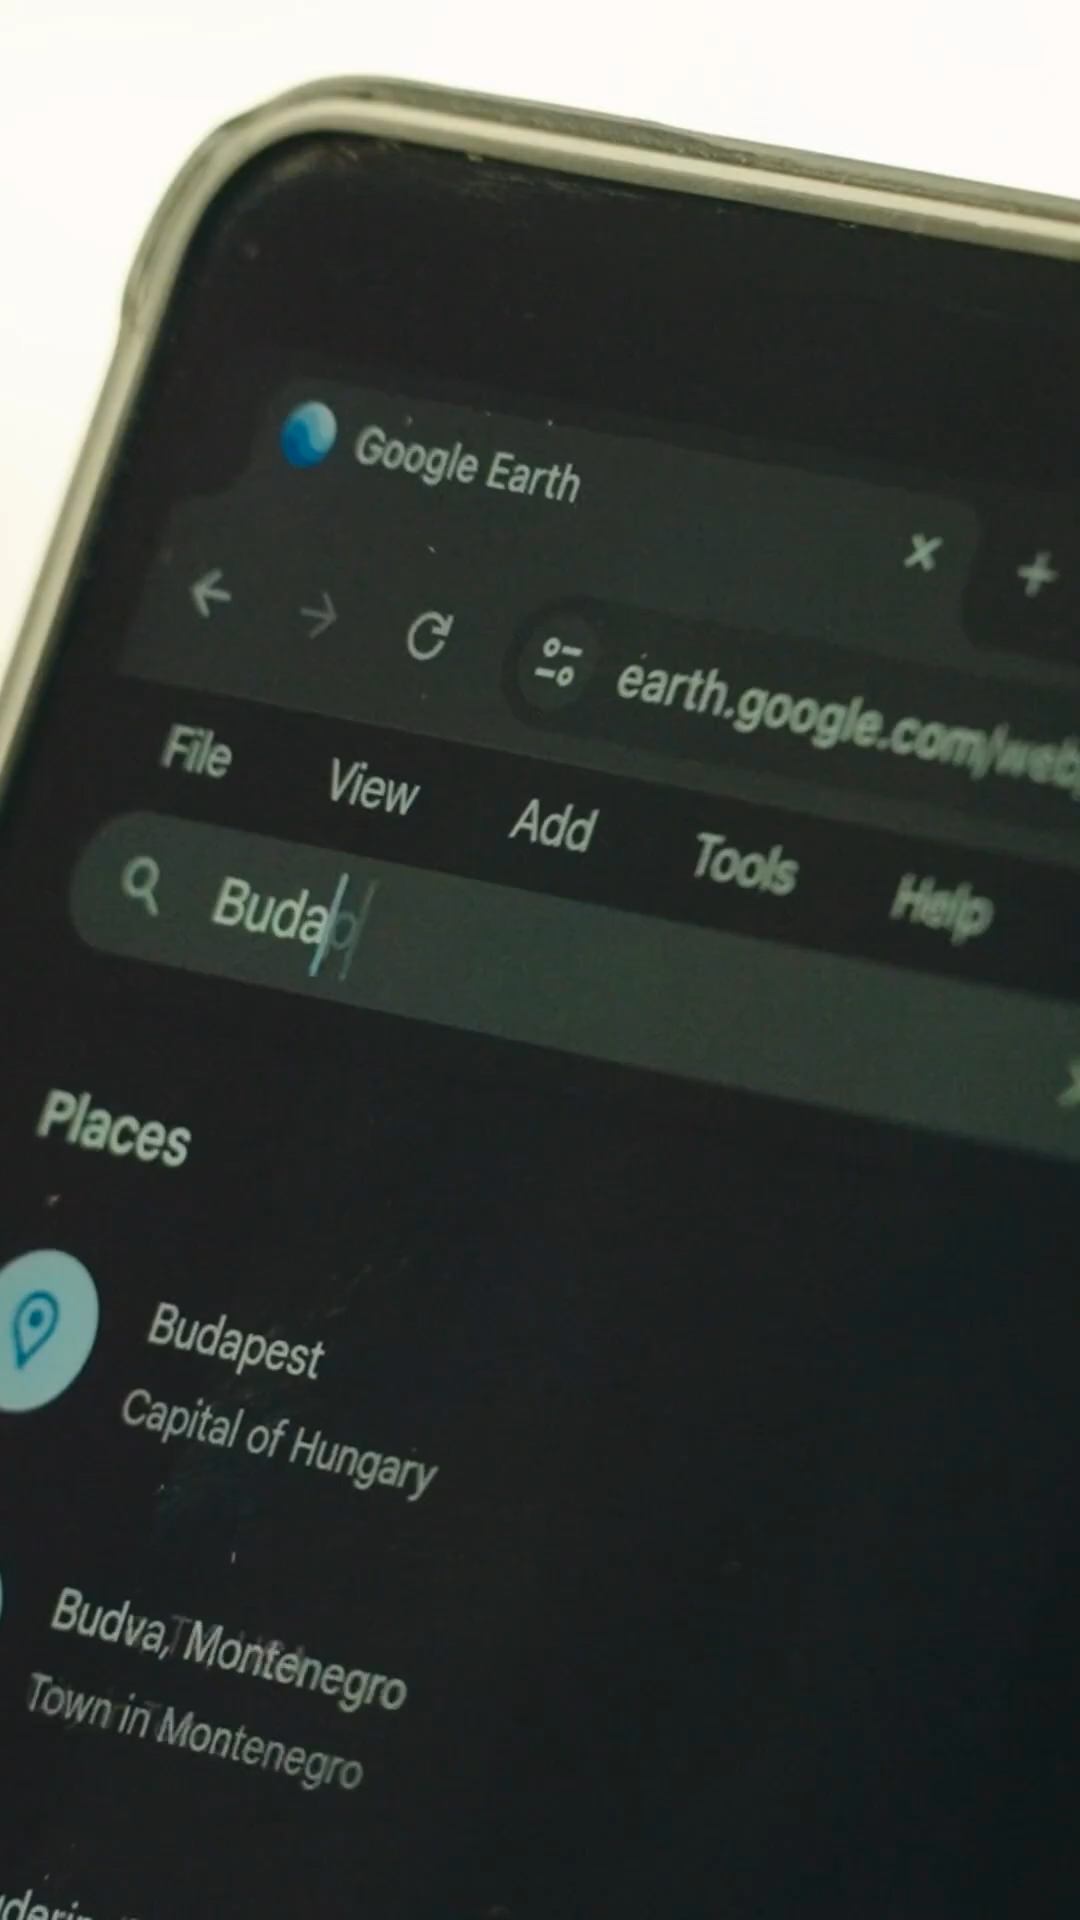 Google Earth
earth.google.com/web
File View Add Tools Help
Budap
Places
Budapest
Capital of Hungary
Budva, Montenegro
Town in Montenegro